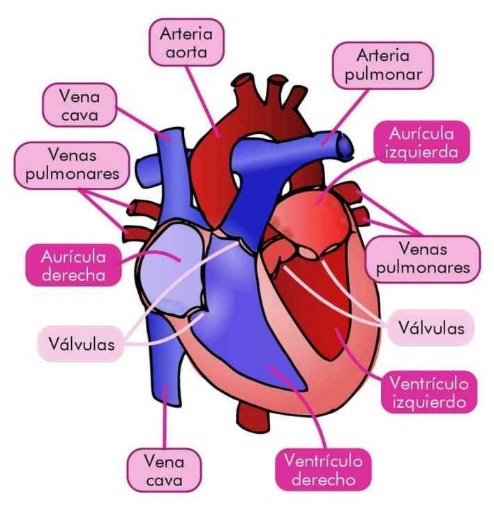 Arteria
aorta
Arteria
pulmonar
Vena
cava
Aurícula
izquierda
Venas
pulmonares
Venas
pulmonares
Aurícula
derecha
Válvulas
Válvulas
Ventrículo
izquierdo
Vena
cava
Ventrículo
derecho